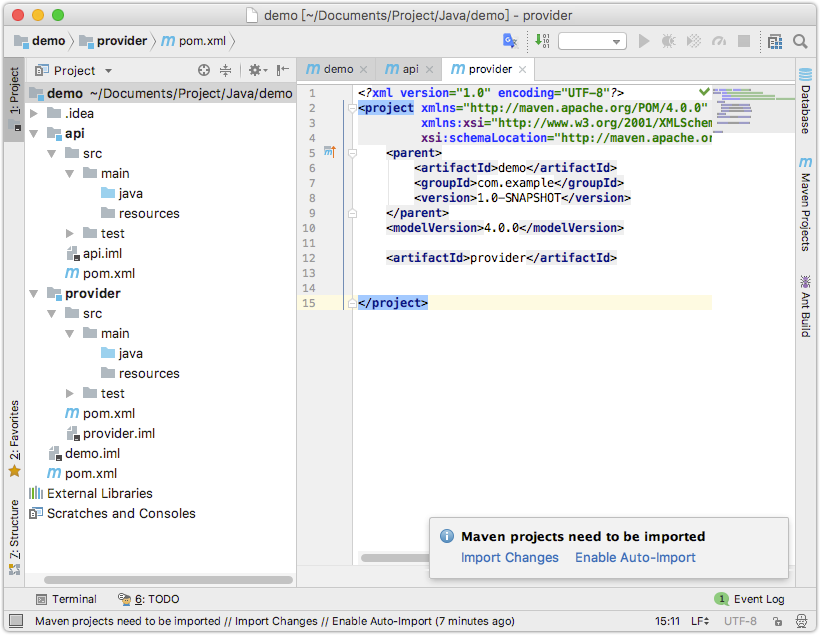 demo [~/Documents/Project/Java/demo] - provider
demo provider m pom.xml
1: Project
Project
m demo m api m provider
demo ~/Documents/Project/Java/demo
.idea
api
src
main
java
resources
test
api.iml
m pom.xml
provider
src
main
java
resources
test
m pom.xml
provider.iml
demo.iml
m pom.xml
External Libraries
Scratches and Consoles
2: Favorites
7: Structure
1 <?xml version="1.0" encoding="UTF-8"?>
2 <project xmlns="http://maven.apache.org/POM/4.0.0"
3 xmlns:xsi="http://www.w3.org/2001/XMLSchem
4 xsi:schemaLocation="http://maven.apache.or
5 m <parent>
6 <artifactId>demo</artifactId>
7 <groupId>com.example</groupId>
8 <version>1.0-SNAPSHOT</version>
9 </parent>
10 <modelVersion>4.0.0</modelVersion>
11
12 <artifactId>provider</artifactId>
13
14
15 </project>
Database
m Maven Projects
Ant Build
Maven projects need to be imported
Import Changes Enable Auto-Import
Terminal 6: TODO 1 Event Log
Maven projects need to be imported // Import Changes // Enable Auto-Import (7 minutes ago) 15:11 LF UTF-8